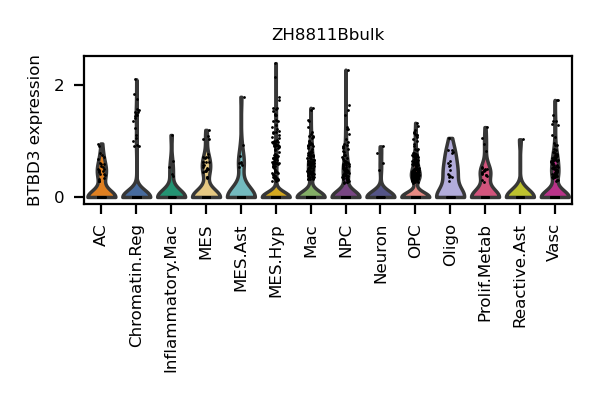 ZH8811Bbulk
BTBD3 expression
2
0
AC
Chromatin.Reg
Inflammatory.Mac
MES
MES.Ast
MES.Hyp
Mac
NPC
Neuron
OPC
Oligo
Prolif.Metab
Reactive.Ast
Vasc